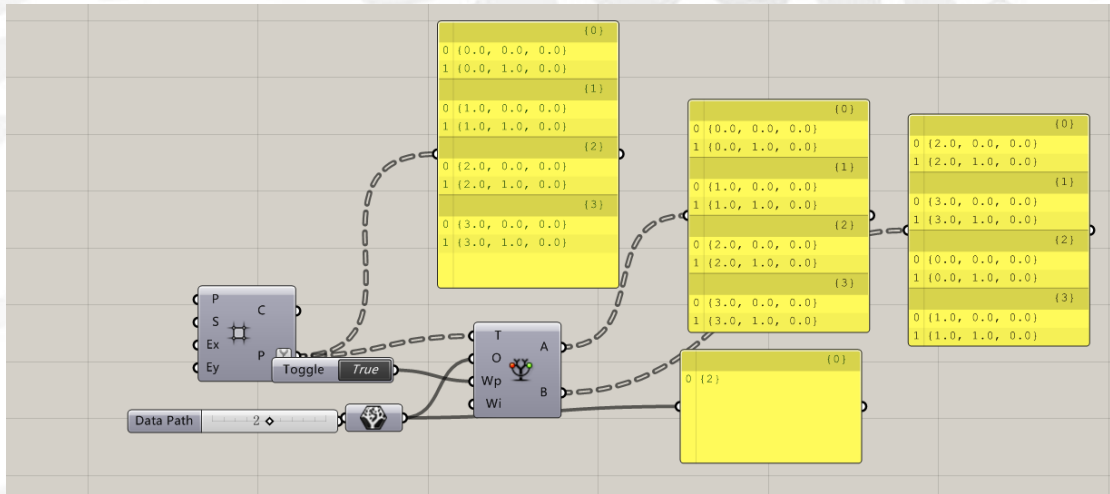 {0}
0 {0.0, 0.0, 0.0}
1 {0.0, 1.0, 0.0}
{1}
0 {1.0, 0.0, 0.0}
1 {1.0, 1.0, 0.0}
{2}
0 {2.0, 0.0, 0.0}
1 {2.0, 1.0, 0.0}
{3}
0 {3.0, 0.0, 0.0}
1 {3.0, 1.0, 0.0}
{0}
0 {0.0, 0.0, 0.0}
1 {0.0, 1.0, 0.0}
{1}
0 {1.0, 0.0, 0.0}
1 {1.0, 1.0, 0.0}
{2}
0 {2.0, 0.0, 0.0}
1 {2.0, 1.0, 0.0}
{3}
0 {3.0, 0.0, 0.0}
1 {3.0, 1.0, 0.0}
{0}
0 {2.0, 0.0, 0.0}
1 {2.0, 1.0, 0.0}
{1}
0 {3.0, 0.0, 0.0}
1 {3.0, 1.0, 0.0}
{2}
0 {0.0, 0.0, 0.0}
1 {0.0, 1.0, 0.0}
{3}
0 {1.0, 0.0, 0.0}
1 {1.0, 1.0, 0.0}
P
S
Ex
Ey
C
P
Toggle True
T
O
Wp
Wi
A
B
Data Path 2
{0}
0 {2}